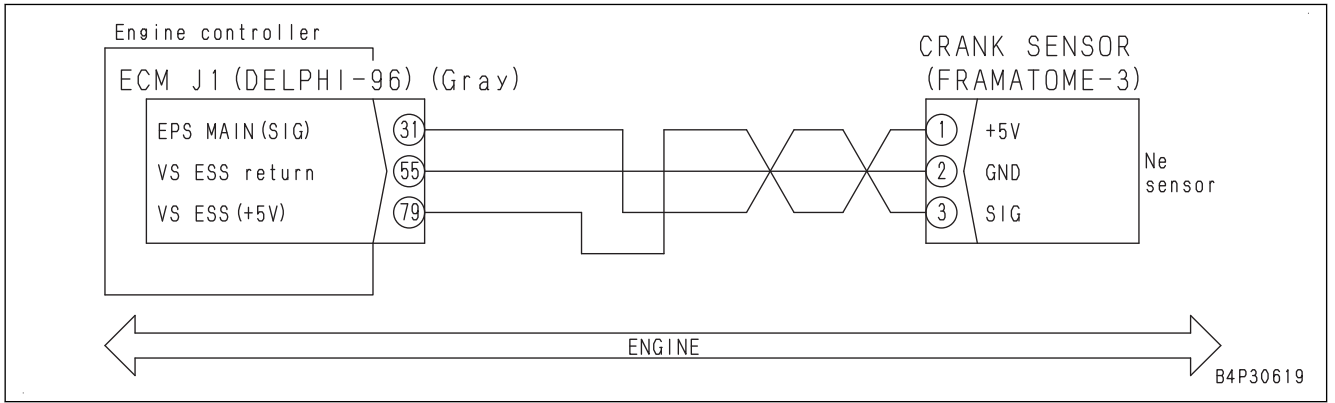 Engine controller
ECM J1(DELPHI-96)(Gray)
EPS MAIN(SIG)
31
VS ESS return
55
VS ESS(+5V)
79
CRANK SENSOR
(FRAMATOME-3)
1
+5V
2
GND
3
SIG
Ne
sensor
ENGINE
B4P30619